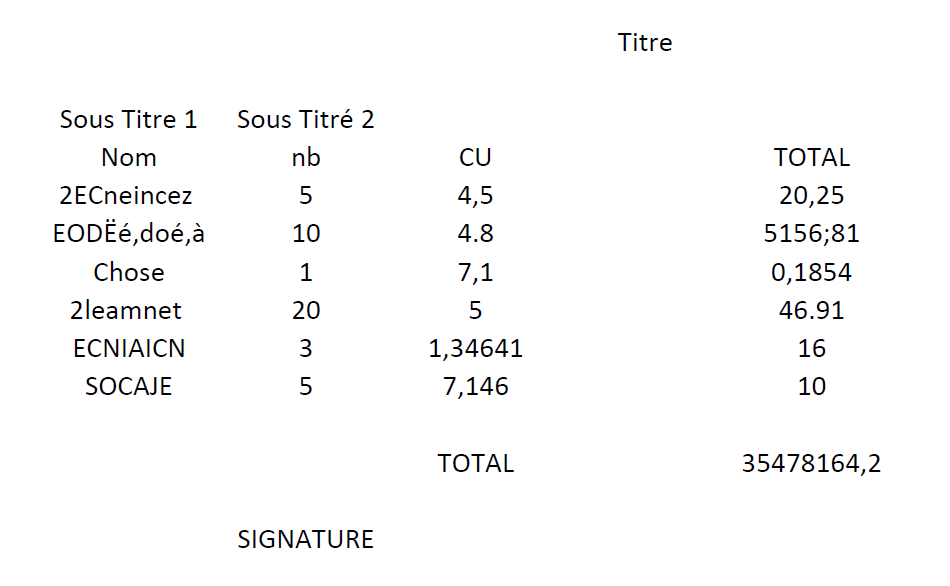 Titre
Sous Titre 1 Sous Titré 2
Nom nb CU TOTAL
2ECneincez 5 4,5 20,25
EODËé,doé,à 10 4.8 5156;81
Chose 1 7,1 0,1854
2leamnet 20 5 46.91
ECNIAICN 3 1,34641 16
SOCAJE 5 7,146 10
TOTAL 35478164,2
SIGNATURE